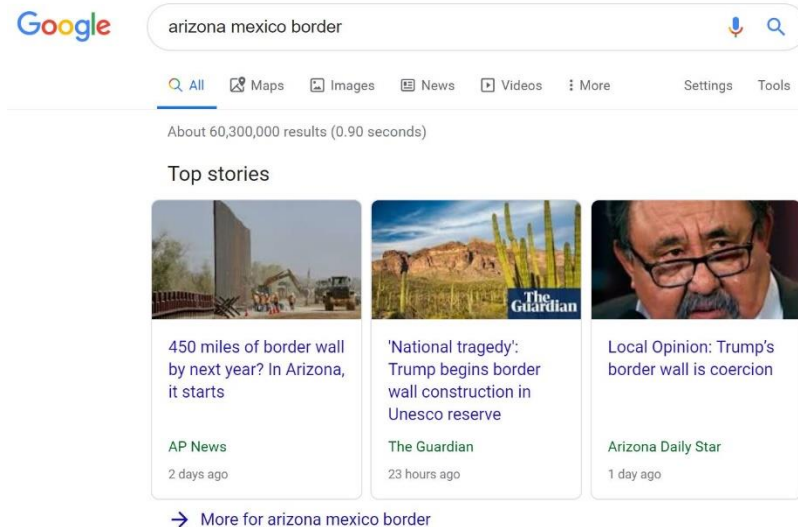 Google
arizona mexico border
All Maps Images News Videos More Settings Tools
About 60,300,000 results (0.90 seconds)
Top stories
The
Guardian
450 miles of border wall
by next year? In Arizona,
it starts
AP News
2 days ago
'National tragedy':
Trump begins border
wall construction in
Unesco reserve
The Guardian
23 hours ago
Local Opinion: Trump's
border wall is coercion
Arizona Daily Star
1 day ago
→ More for arizona mexico border